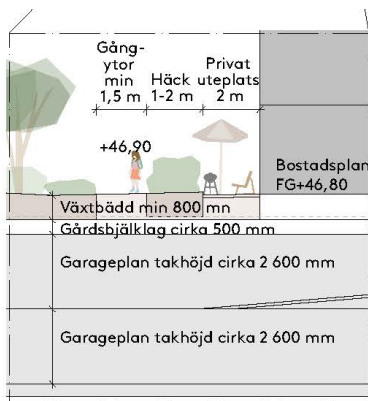 Gång-
ytor
min
1,5 m
Häck
1-2 m
Privat
uteplats
2 m
+46,90
Bostadsplan
FG+46,80
Växtbädd min 800 mn
Gårdsbjälklag cirka 500 mm
Garageplan takhöjd cirka 2 600 mm
Garageplan takhöjd cirka 2 600 mm